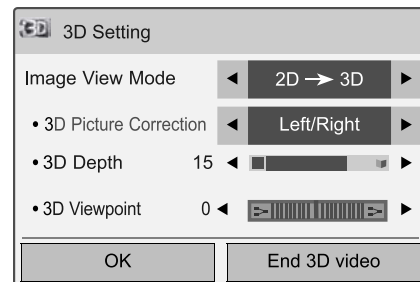 3D 3D Setting
Image View Mode 2D → 3D
• 3D Picture Correction Left/Right
• 3D Depth 15
• 3D Viewpoint 0
OK End 3D video